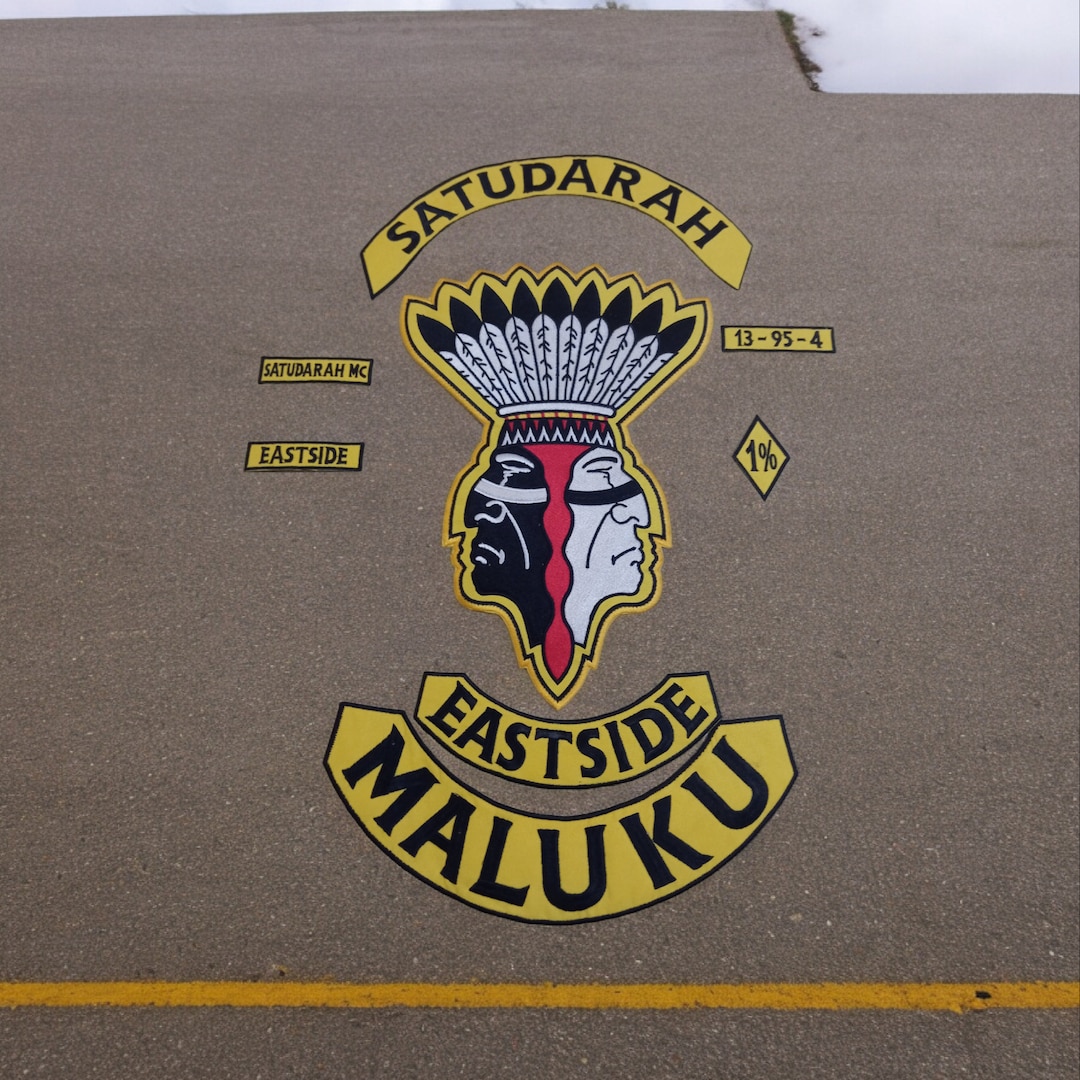 SATUDARAH
13-95-4
SATUDARAH MC
1%
EASTSIDE
EASTSIDE
MALUKU